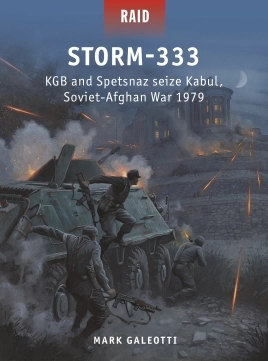 RAID
STORM-333
KGB and Spetsnaz seize Kabul,
Soviet-Afghan War 1979
MARK GALEOTTI